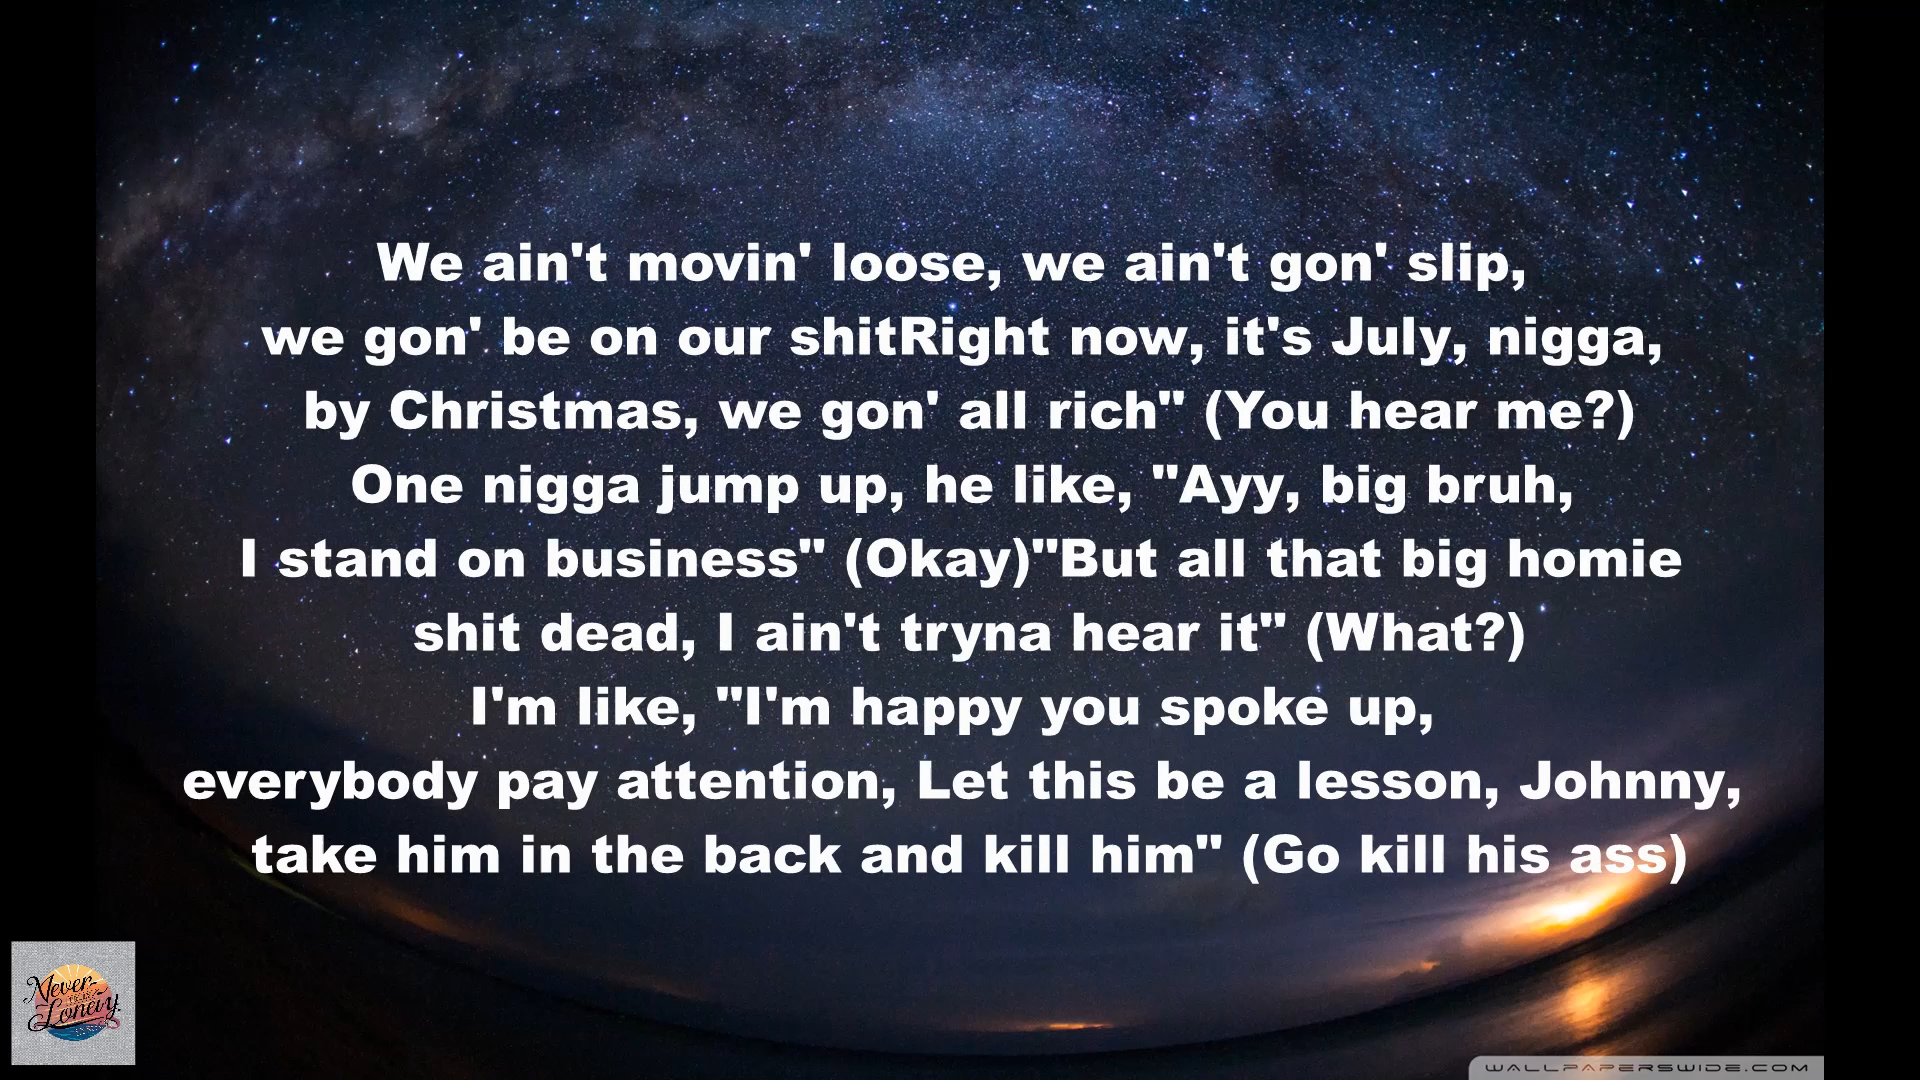 We ain't movin' loose, we ain't gon' slip,
we gon' be on our shitRight now, it's July, nigga,
by Christmas, we gon' all rich" (You hear me?)
One nigga jump up, he like, "Ayy, big bruh,
I stand on business" (Okay)"But all that big homie
shit dead, I ain't tryna hear it" (What?)
I'm like, "I'm happy you spoke up,
everybody pay attention, Let this be a lesson, Johnny,
take him in the back and kill him" (Go kill his ass)
Never
Lonely
WALLPAPERSWIDE.COM